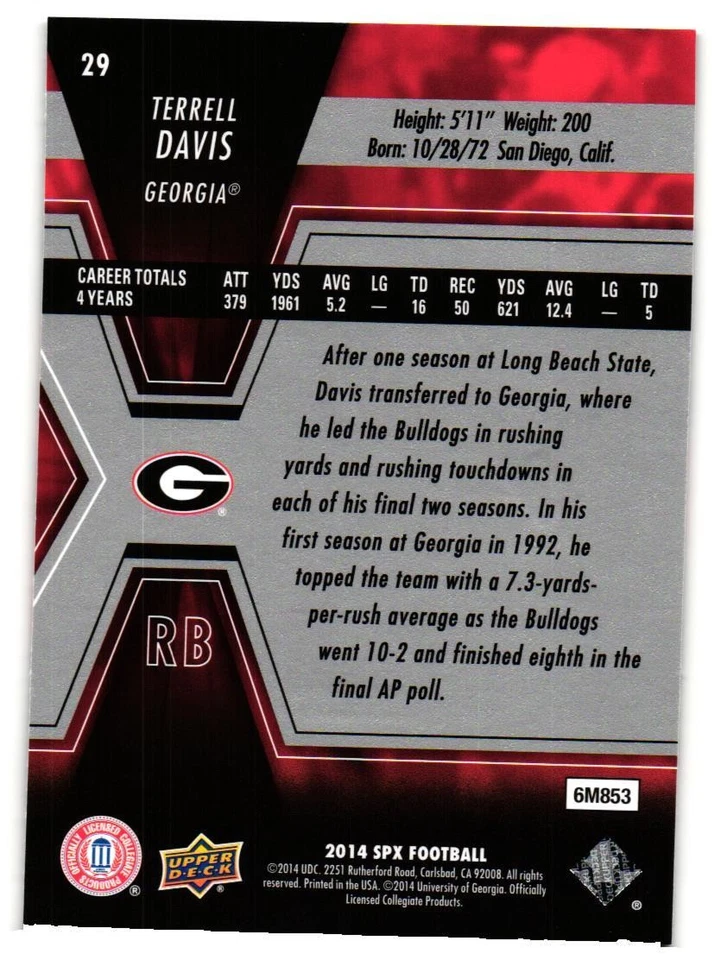 29
TERRELL
DAVIS
GEORGIA®
Height: 5'11" Weight: 200
Born: 10/28/72 San Diego, Calif.
CAREER TOTALS ATT YDS AVG LG TD REC YDS AVG LG TD
4 YEARS 379 1961 5.2 — 16 50 621 12.4 — 5
After one season at Long Beach State,
Davis transferred to Georgia, where
he led the Bulldogs in rushing
yards and rushing touchdowns in
each of his final two seasons. In his
first season at Georgia in 1992, he
topped the team with a 7.3-yards-
per-rush average as the Bulldogs
went 10-2 and finished eighth in the
final AP poll.
G®
RB
6M853
OFFICIALLY LICENSED COLLEGIATE PRODUCTS ®
UPPER
D·E·C·K ®
2014 SPX FOOTBALL
©2014 UDC. 2251 Rutherford Road, Carlsbad, CA 92008. All rights
reserved. Printed in the USA. ©2014 University of Georgia. Officially
Licensed Collegiate Products.
®